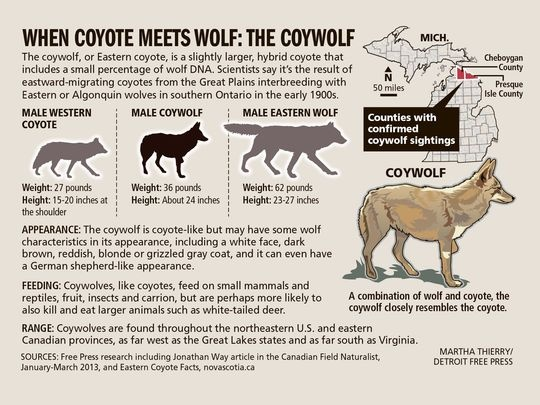 WHEN COYOTE MEETS WOLF: THE COYWOLF
The coywolf, or Eastern coyote, is a slightly larger, hybrid coyote that
includes a small percentage of wolf DNA. Scientists say it's the result of
eastward-migrating coyotes from the Great Plains interbreeding with
Eastern or Algonquin wolves in southern Ontario in the early 1900s.
MICH.
N
50 miles
Cheboygan
County
Presque
Isle County
Counties with
confirmed
coywolf sightings
MALE WESTERN
COYOTE
Weight: 27 pounds
Height: 15-20 inches at
the shoulder
MALE COYWOLF
Weight: 36 pounds
Height: About 24 inches
MALE EASTERN WOLF
Weight: 62 pounds
Height: 23-27 inches
COYWOLF
A combination of wolf and coyote, the
coywolf closely resembles the coyote.
APPEARANCE: The coywolf is coyote-like but may have some wolf
characteristics in its appearance, including a white face, dark
brown, reddish, blonde or grizzled gray coat, and it can even have
a German shepherd-like appearance.
FEEDING: Coywolves, like coyotes, feed on small mammals and
reptiles, fruit, insects and carrion, but are perhaps more likely to
also kill and eat larger animals such as white-tailed deer.
RANGE: Coywolves are found throughout the northeastern U.S. and eastern
Canadian provinces, as far west as the Great Lakes states and as far south as Virginia.
SOURCES: Free Press research including Jonathan Way article in the Canadian Field Naturalist,
January-March 2013, and Eastern Coyote Facts, novascotia.ca
MARTHA THIERRY/
DETROIT FREE PRESS